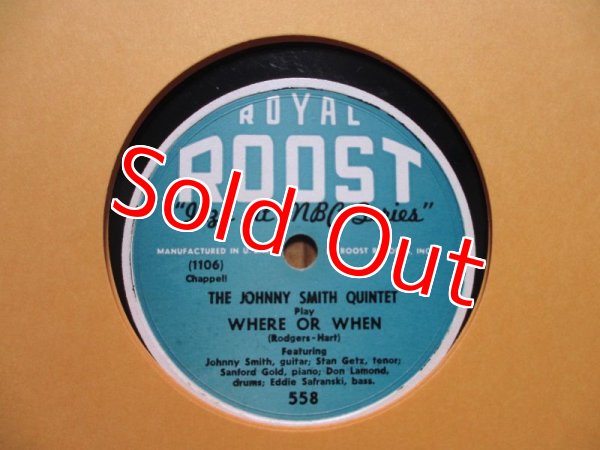 ROYAL
ROOST
"Jazz at NBC Series"
MANUFACTURED IN U. ROOST R INC.
(1106)
Chappell
THE JOHNNY SMITH QUINTET
Play
WHERE OR WHEN
(Rodgers-Hart)
Featuring
Johnny Smith, guitar; Stan Getz, tenor;
Sanford Gold, piano; Don Lamond,
drums; Eddie Safranski, bass.
558
Sold Out